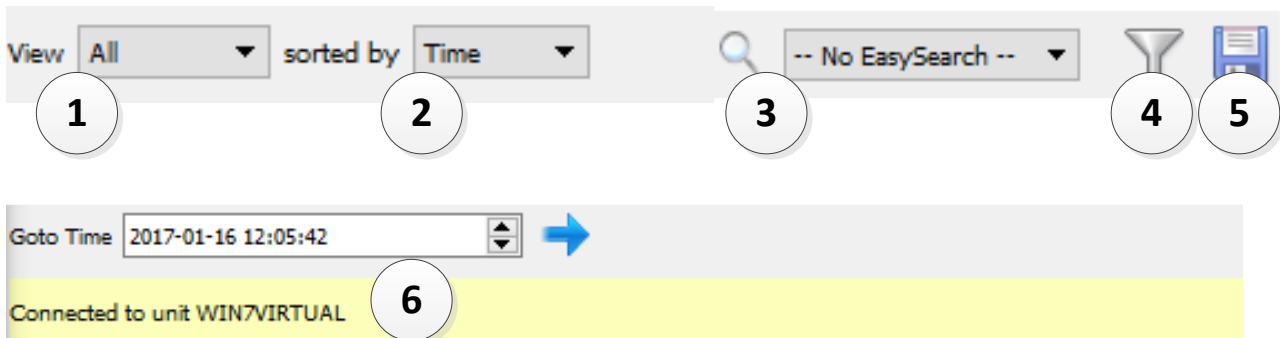 View All sorted by Time -- No EasySearch --
1 2 3 4 5
Goto Time 2017-01-16 12:05:42
6
Connected to unit WIN7VIRTUAL